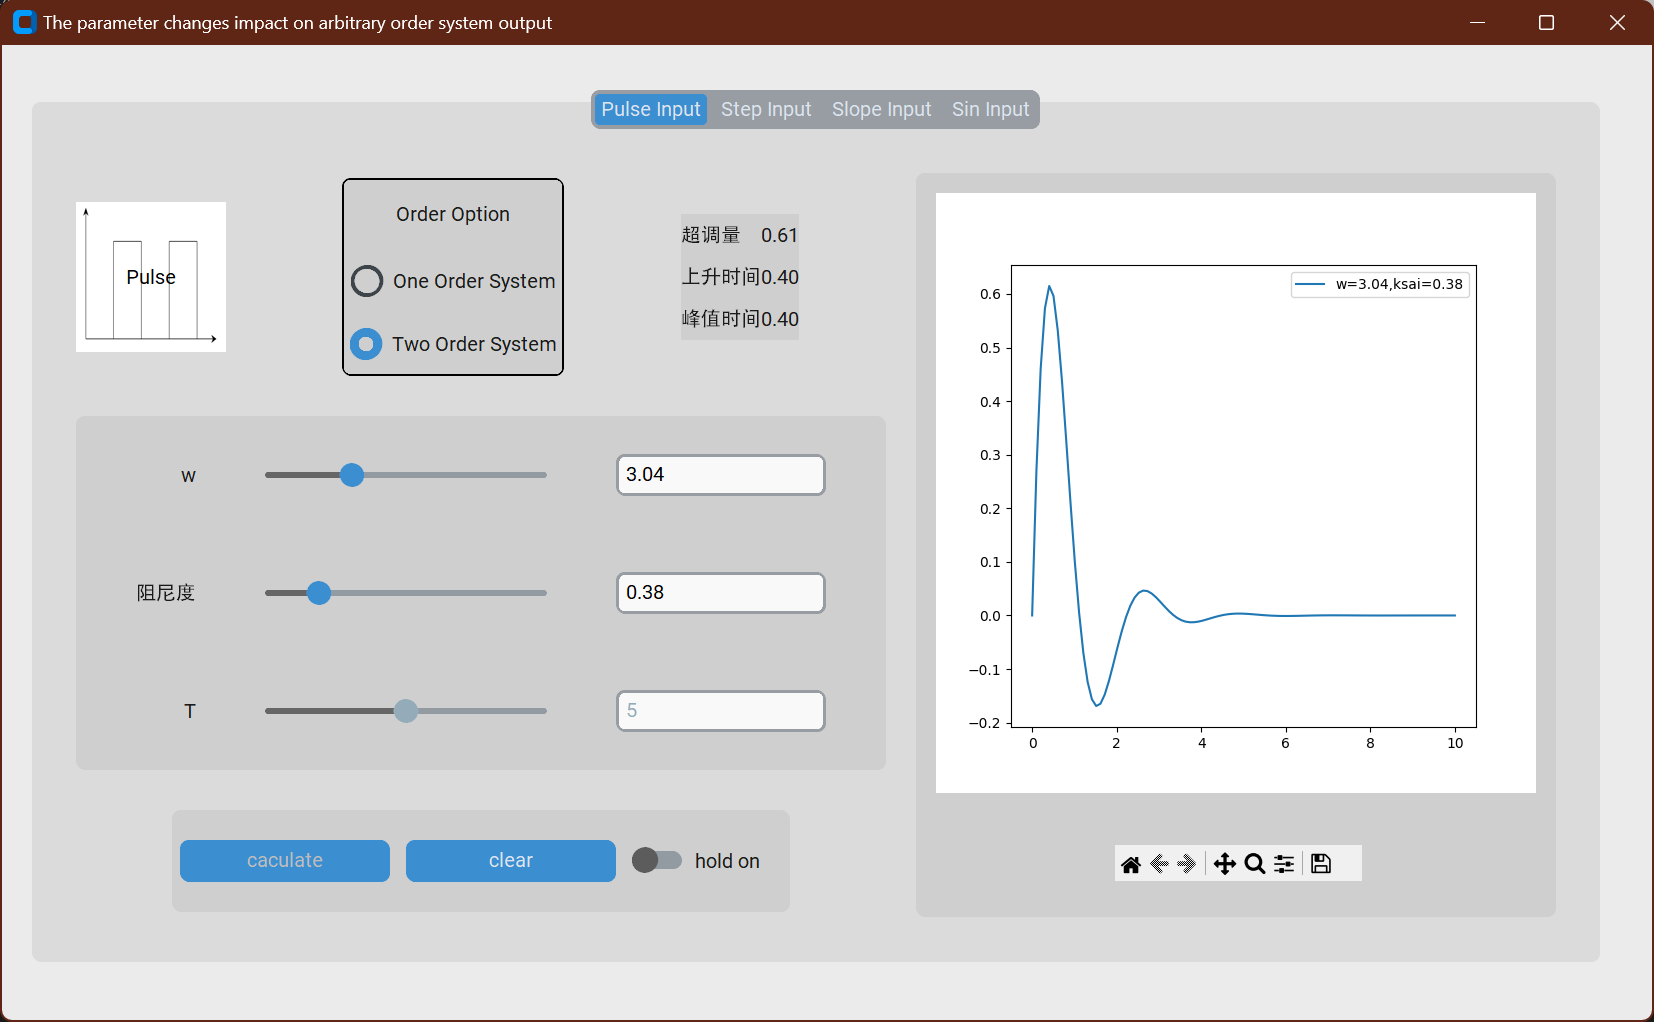 The parameter changes impact on arbitrary order system output
Pulse Input Step Input Slope Input Sin Input
Pulse
Order Option
One Order System
Two Order System
超调量 0.61
上升时间0.40
峰值时间0.40
w 3.04
阻尼度 0.38
T 5
caculate clear hold on
w=3.04,ksai=0.38
0.6
0.5
0.4
0.3
0.2
0.1
0.0
−0.1
−0.2
0 2 4 6 8 10